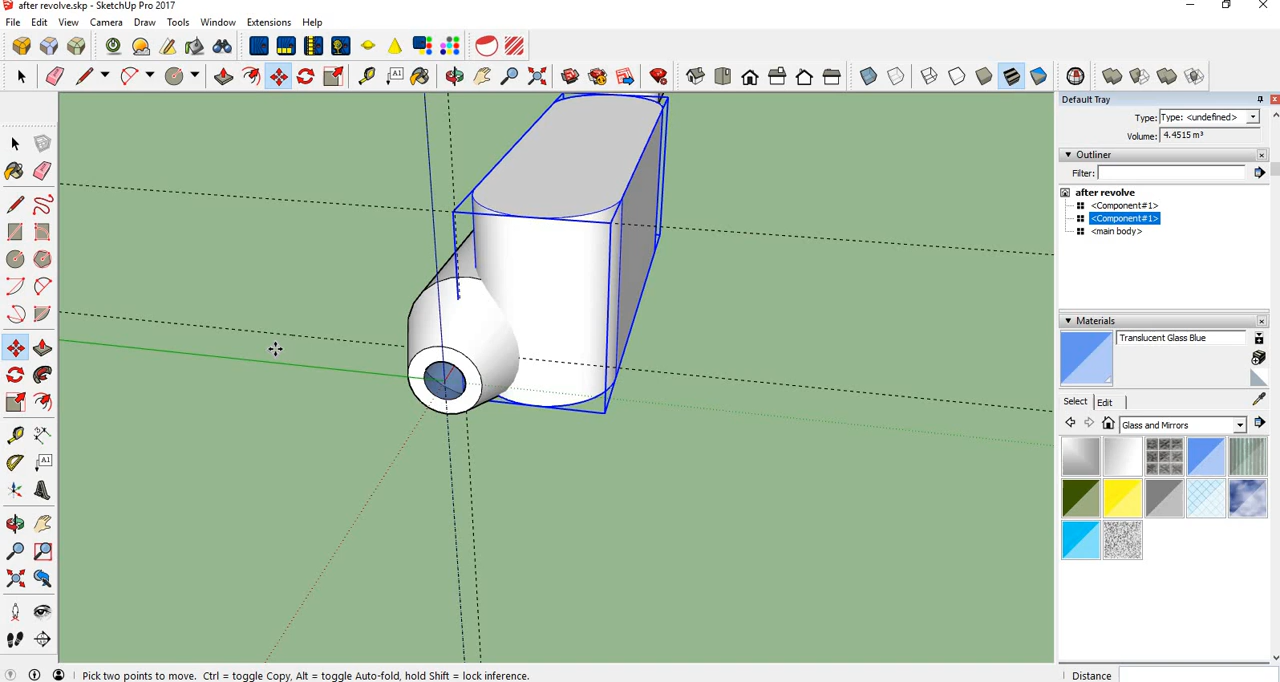 after revolve.skp - SketchUp Pro 2017
File Edit View Camera Draw Tools Window Extensions Help
A1
Default Tray
Type: Type: <undefined>
Volume: 4.4515 m³
Outliner
Filter:
after revolve
<Component#1>
<Component#1>
<main body>
Materials
Translucent Glass Blue
Select Edit
Glass and Mirrors
A1
Pick two points to move. Ctrl = toggle Copy, Alt = toggle Auto-fold, hold Shift = lock inference.
Distance